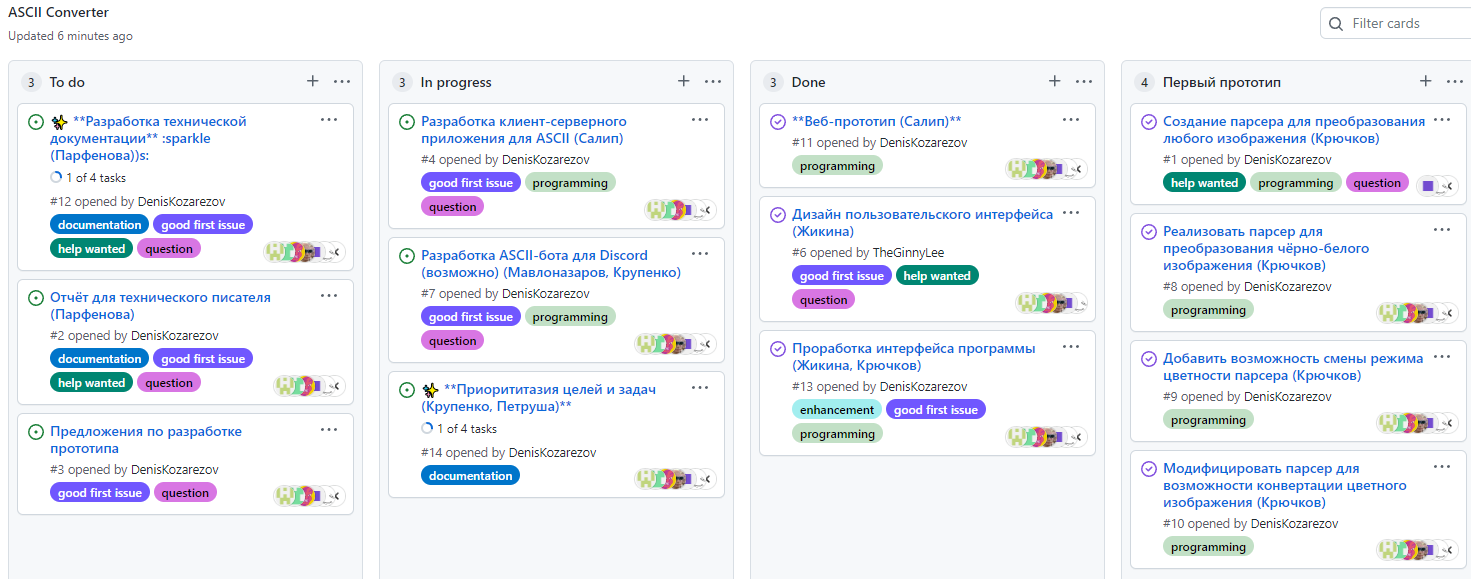 ASCII Converter
Updated 6 minutes ago
Filter cards
3 To do
**Разработка технической
документации** :sparkle
(Парфенова))s:
1 of 4 tasks
#12 opened by DenisKozarezov
documentation good first issue
help wanted question
Отчёт для технического писателя
(Парфенова)
#2 opened by DenisKozarezov
documentation good first issue
help wanted question
Предложения по разработке
прототипа
#3 opened by DenisKozarezov
good first issue question
3 In progress
Разработка клиент-серверного
приложения для ASCII (Салип)
#4 opened by DenisKozarezov
good first issue programming
question
Разработка ASCII-бота для Discord
(возможно) (Мавлоназаров, Крупенко)
#7 opened by DenisKozarezov
good first issue programming
question
**Приорититазия целей и задач
(Крупенко, Петруша)**
1 of 4 tasks
#14 opened by DenisKozarezov
documentation
3 Done
**Веб-прототип (Салип)**
#11 opened by DenisKozarezov
programming
Дизайн пользовательского интерфейса
(Жикина)
#6 opened by TheGinnyLee
good first issue help wanted
question
Проработка интерфейса программы
(Жикина, Крючков)
#13 opened by DenisKozarezov
enhancement good first issue
programming
4 Первый прототип
Создание парсера для преобразования
любого изображения (Крючков)
#1 opened by DenisKozarezov
help wanted programming question
Реализовать парсер для
преобразования чёрно-белого
изображения (Крючков)
#8 opened by DenisKozarezov
programming
Добавить возможность смены режима
цветности парсера (Крючков)
#9 opened by DenisKozarezov
programming
Модифицировать парсер для
возможности конвертации цветного
изображения (Крючков)
#10 opened by DenisKozarezov
programming